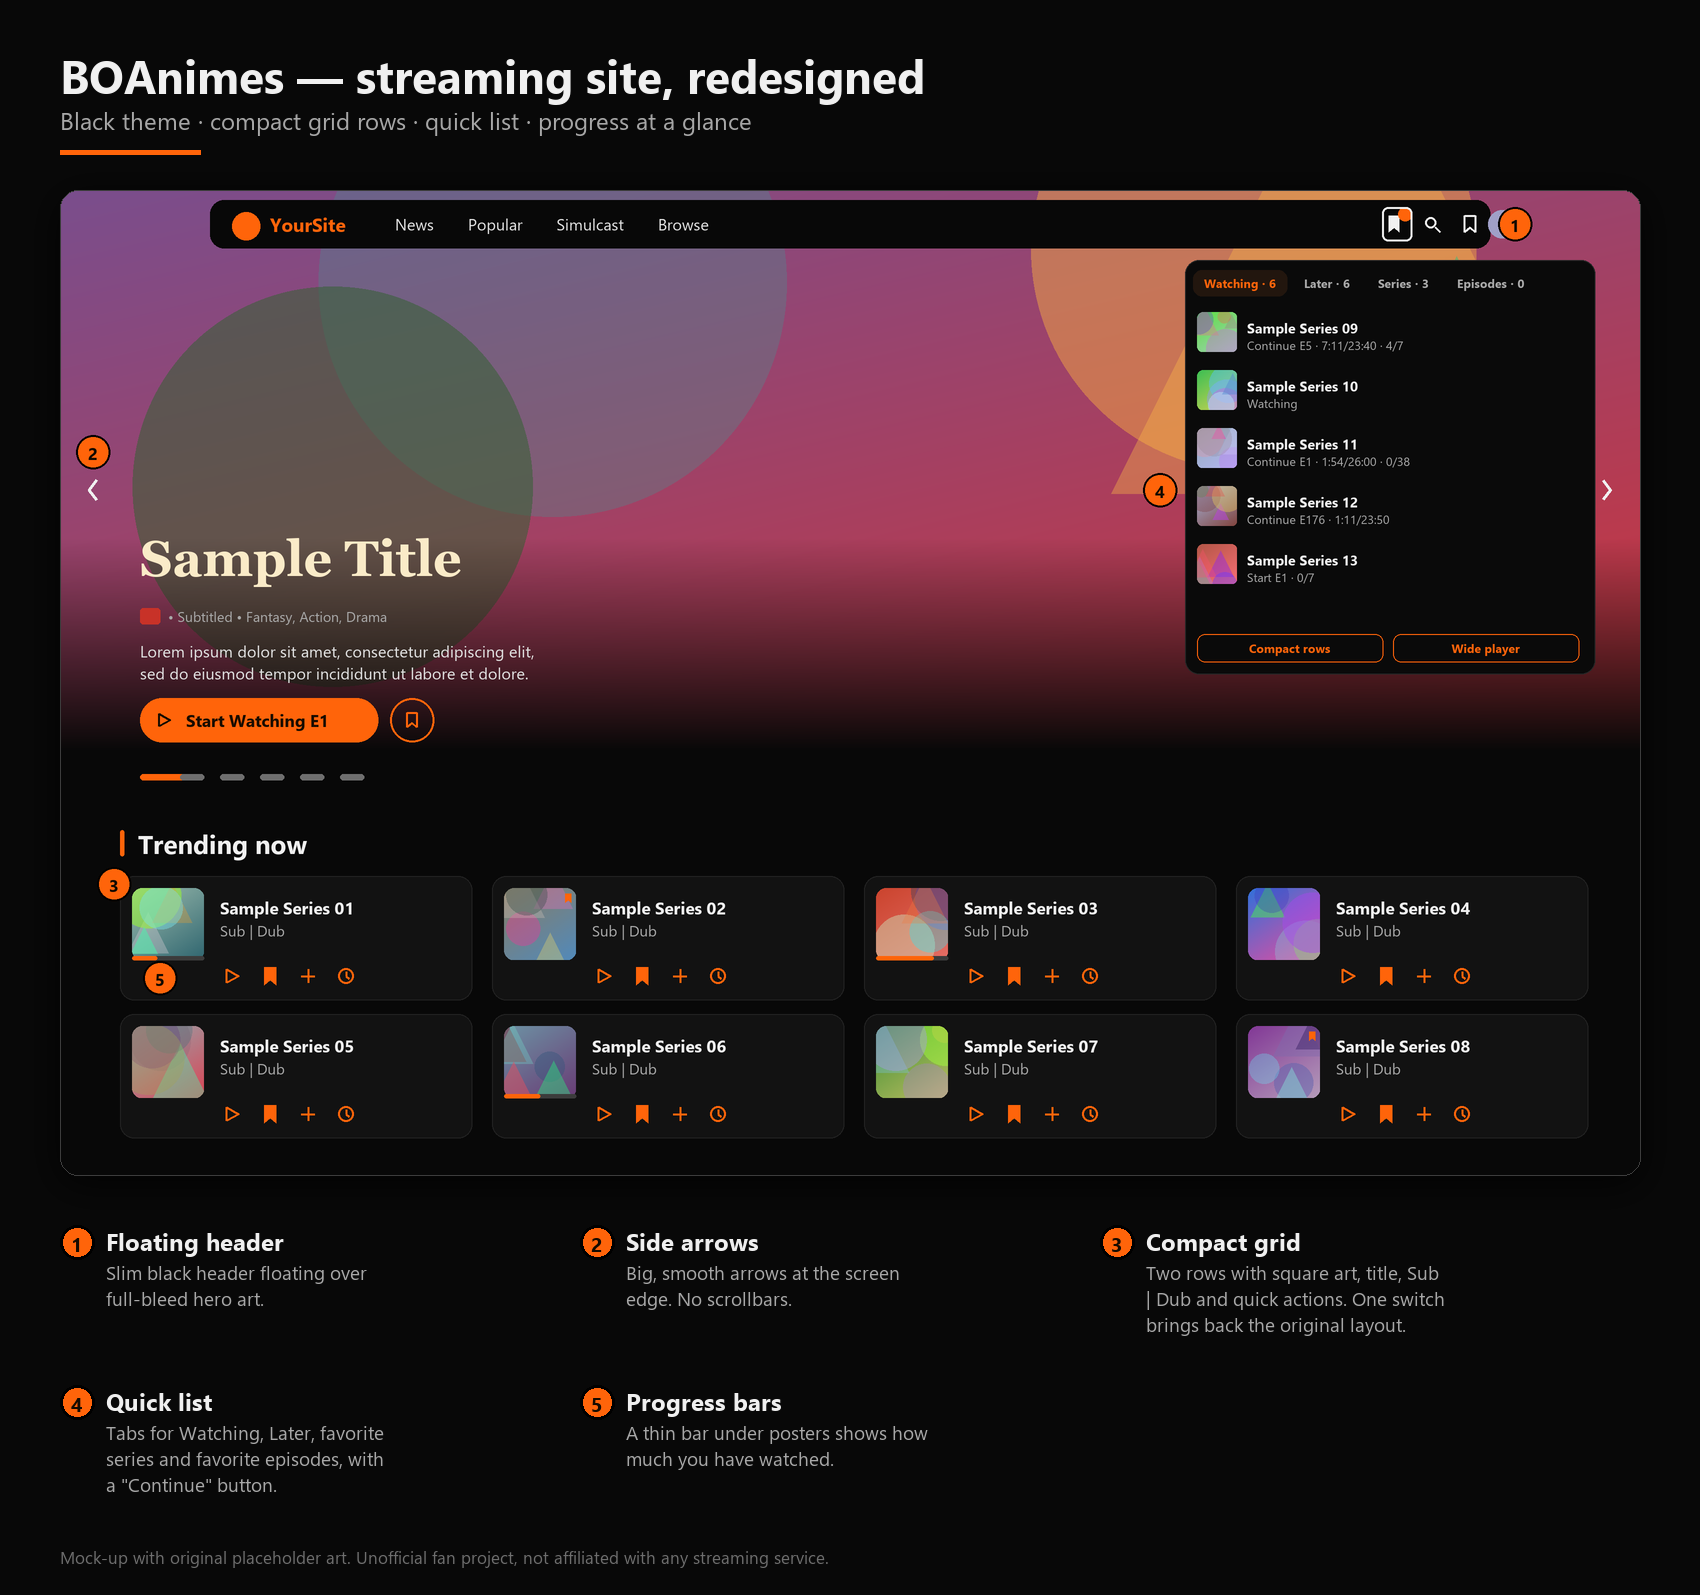 BOAnimes — streaming site, redesigned
Black theme · compact grid rows · quick list · progress at a glance
YourSite News Popular Simulcast Browse
1
Watching · 6 Later · 6 Series · 3 Episodes · 0
Sample Series 09
Continue E5 · 7:11/23:40 · 4/7
Sample Series 10
Watching
Sample Series 11
Continue E1 · 1:54/26:00 · 0/38
Sample Series 12
Continue E176 · 1:11/23:50
Sample Series 13
Start E1 · 0/7
Compact rows Wide player
2
4
Sample Title
• Subtitled • Fantasy, Action, Drama
Lorem ipsum dolor sit amet, consectetur adipiscing elit,
sed do eiusmod tempor incididunt ut labore et dolore.
Start Watching E1
Trending now
3
Sample Series 01
Sub | Dub
5
Sample Series 02
Sub | Dub
Sample Series 03
Sub | Dub
Sample Series 04
Sub | Dub
Sample Series 05
Sub | Dub
Sample Series 06
Sub | Dub
Sample Series 07
Sub | Dub
Sample Series 08
Sub | Dub
1 Floating header
Slim black header floating over
full-bleed hero art.
2 Side arrows
Big, smooth arrows at the screen
edge. No scrollbars.
3 Compact grid
Two rows with square art, title, Sub
| Dub and quick actions. One switch
brings back the original layout.
4 Quick list
Tabs for Watching, Later, favorite
series and favorite episodes, with
a "Continue" button.
5 Progress bars
A thin bar under posters shows how
much you have watched.
Mock-up with original placeholder art. Unofficial fan project, not affiliated with any streaming service.